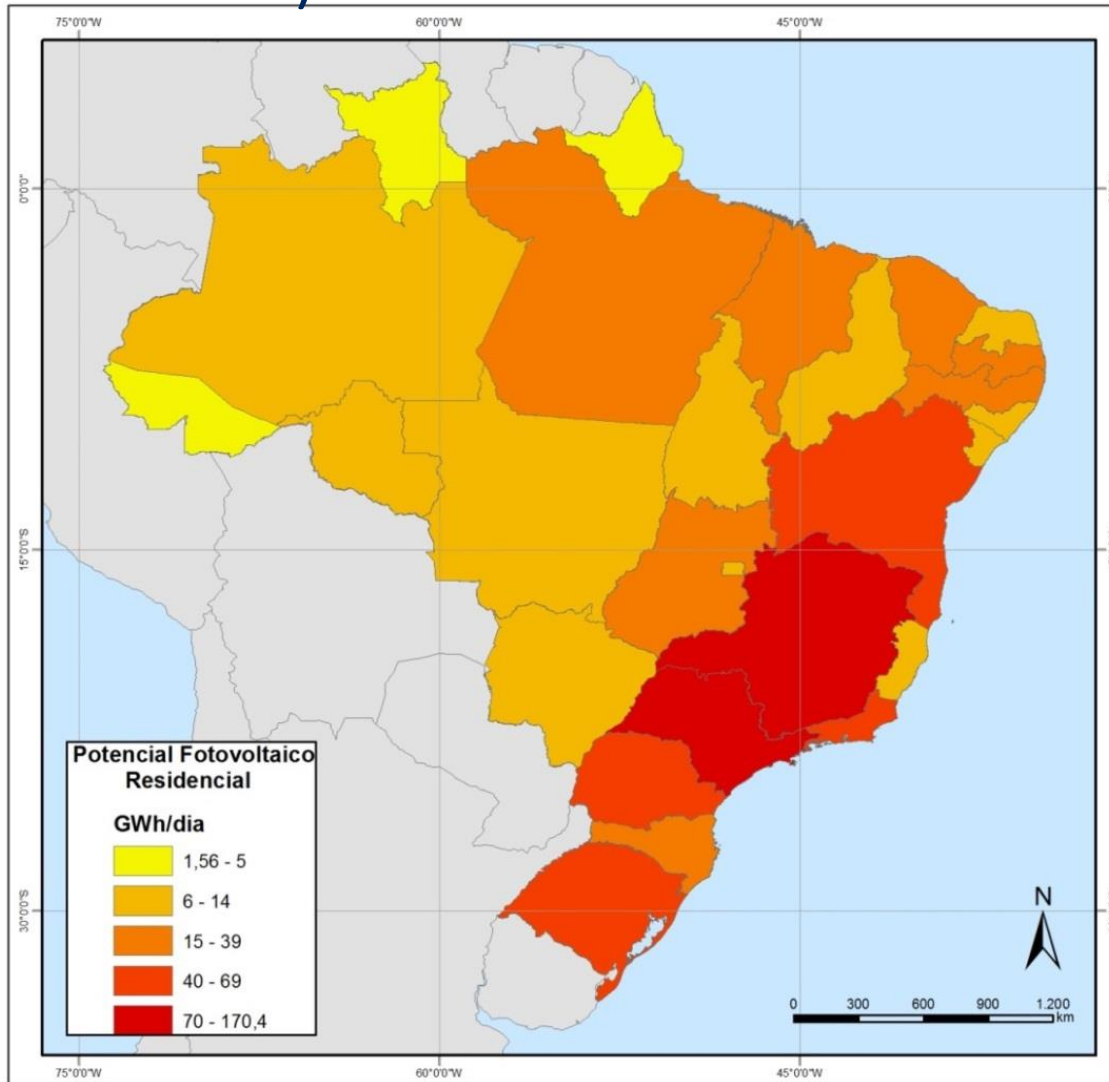 75°0'0"W
60°0'0"W
45°0'0"W
0°0'0"
15°0'0"S
30°0'0"S
Potencial Fotovoltaico
Residencial
GWh/dia
1,56 - 5
6 - 14
15 - 39
40 - 69
70 - 170,4
N
0 300 600 900 1.200
km
75°0'0"W
60°0'0"W
45°0'0"W